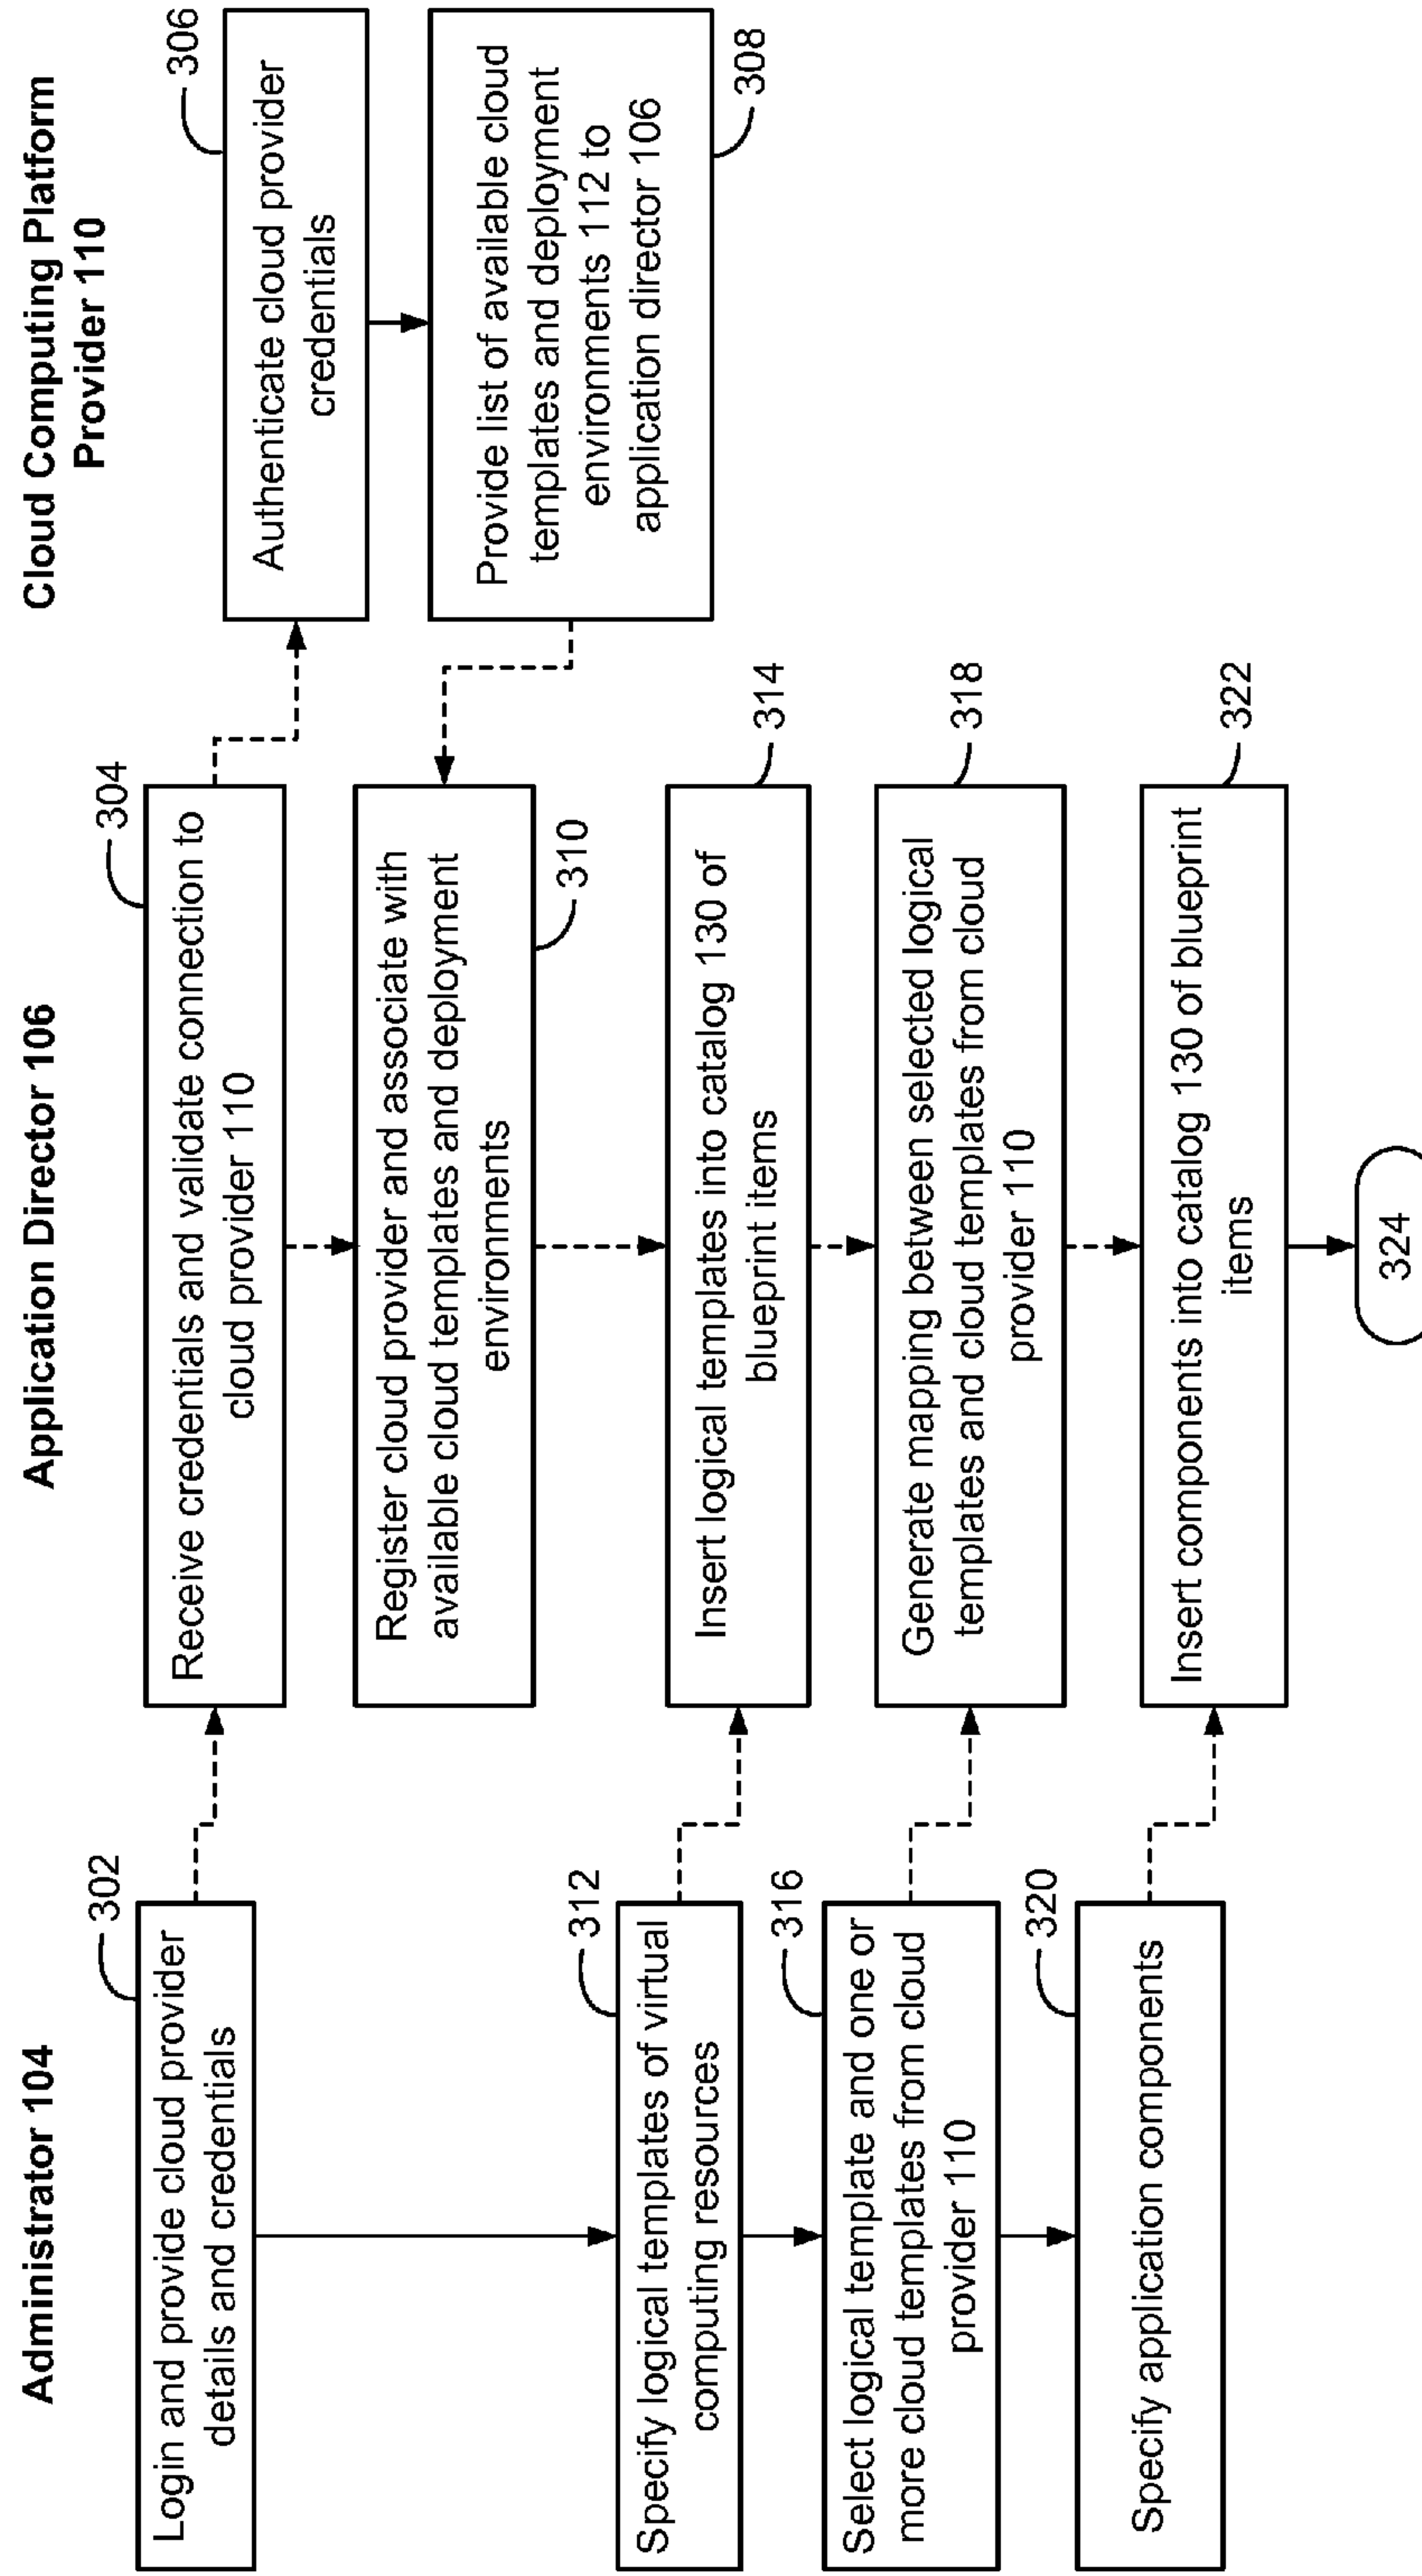 Administrator 104
Application Director 106
Cloud Computing Platform
Provider 110
302
Login and provide cloud provider
details and credentials
304
Receive credentials and validate connection to
cloud provider 110
306
Authenticate cloud provider
credentials
Provide list of available cloud
templates and deployment
environments 112 to
application director 106
308
Register cloud provider and associate with
available cloud templates and deployment
environments
310
312
Specify logical templates of virtual
computing resources
Insert logical templates into catalog 130 of
blueprint items
314
316
Select logical template and one or
more cloud templates from cloud
provider 110
Generate mapping between selected logical
templates and cloud templates from cloud
provider 110
318
320
Specify application components
Insert components into catalog 130 of blueprint
items
322
324